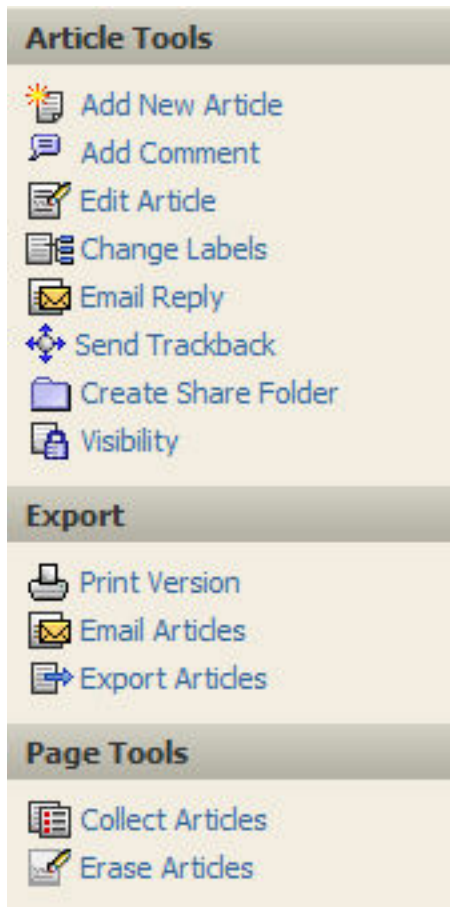 Article Tools
Add New Article
Add Comment
Edit Article
Change Labels
Email Reply
Send Trackback
Create Share Folder
Visibility
Export
Print Version
Email Articles
Export Articles
Page Tools
Collect Articles
Erase Articles